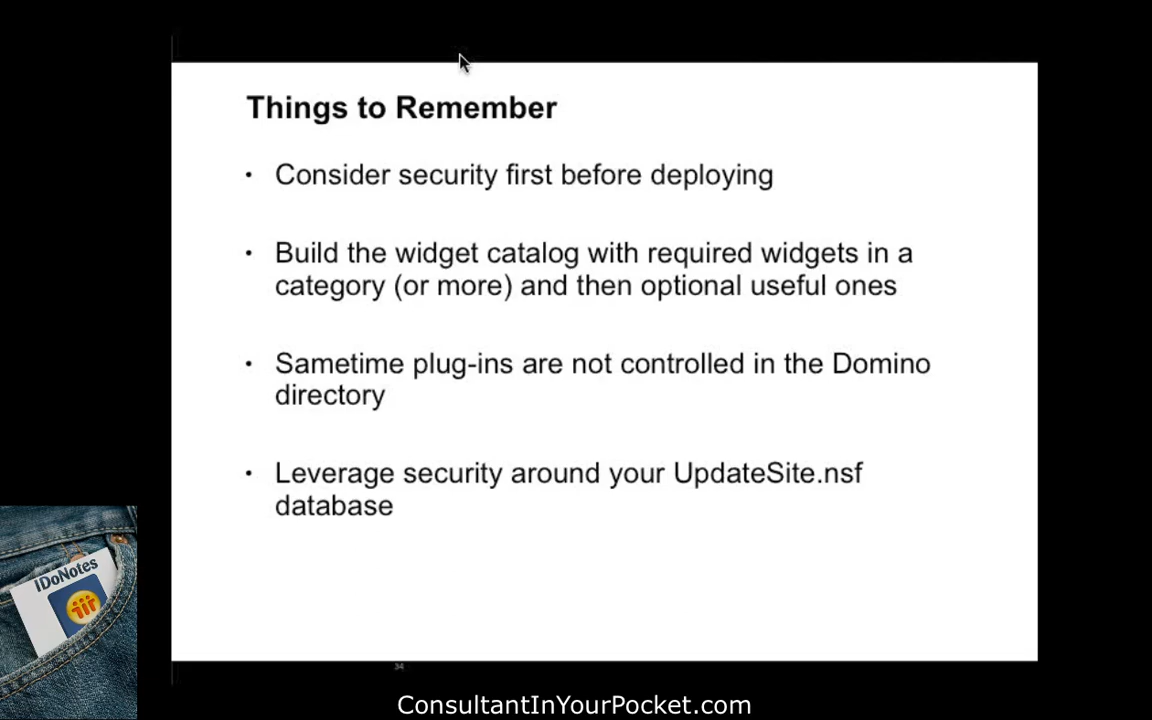 Things to Remember
• Consider security first before deploying
• Build the widget catalog with required widgets in a
category (or more) and then optional useful ones
• Sametime plug-ins are not controlled in the Domino
directory
• Leverage security around your UpdateSite.nsf
database
IDoNotes
34
ConsultantInYourPocket.com